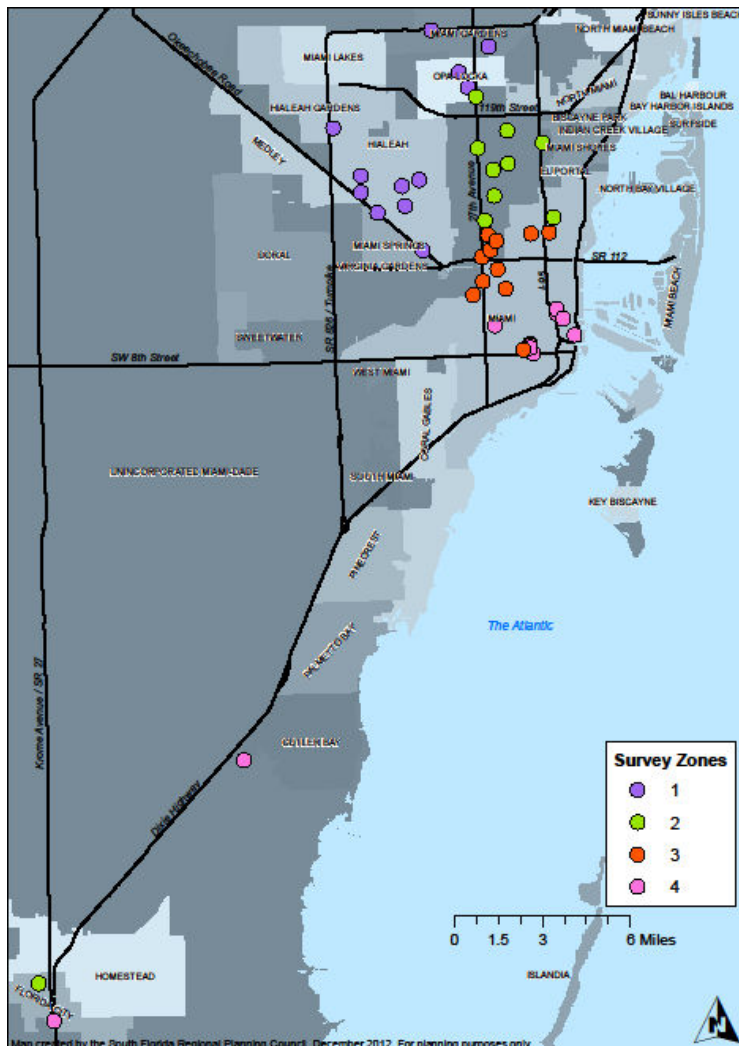 SUNNY ISLES BEACH
MIAMI GARDENS
NORTH MIAMI BEACH
MIAMI LAKES
Okeechobee Road
OPA-LOCKA
NORTH MIAMI
BAL HARBOUR
HIALEAH GARDENS
119th Street
BAY HARBOR ISLANDS
BISCAYNE PARK
SURFSIDE
INDIAN CREEK VILLAGE
HIALEAH
MIAMI SHORES
MEDLEY
EL PORTAL
27th Avenue
NORTH BAY VILLAGE
MIAMI SPRINGS
DORAL
SR 112
VIRGINIA GARDENS
I-95
MIAMI BEACH
SR 826 / Turnpike
MIAMI
SWEETWATER
SW 8th Street
WEST MIAMI
CORAL GABLES
UNINCORPORATED MIAMI-DADE
SOUTH MIAMI
KEY BISCAYNE
PINECREST
The Atlantic
PALMETTO BAY
Krome Avenue / SR 27
CUTLER BAY
Survey Zones
1
2
3
4
Dixie Highway
0 1.5 3 6 Miles
HOMESTEAD
ISLANDIA
FLORIDA CITY
N
Map created by the South Florida Regional Planning Council, December 2012. For planning purposes only.